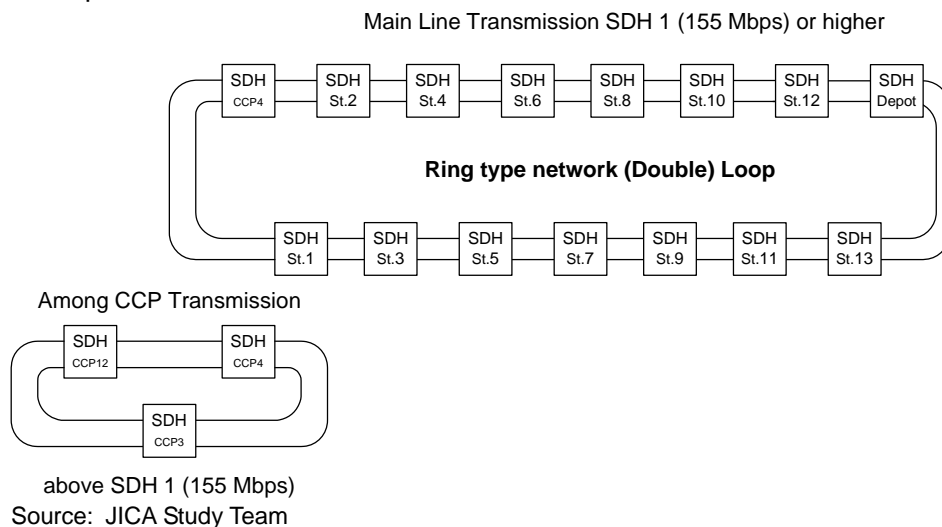 Main Line Transmission SDH 1 (155 Mbps) or higher
SDH SDH SDH SDH SDH SDH SDH SDH
CCP4 St.2 St.4 St.6 St.8 St.10 St.12 Depot
Ring type network (Double) Loop
SDH SDH SDH SDH SDH SDH SDH
St.1 St.3 St.5 St.7 St.9 St.11 St.13
Among CCP Transmission
SDH SDH
CCP12 CCP4
SDH
CCP3
above SDH 1 (155 Mbps)
Source: JICA Study Team